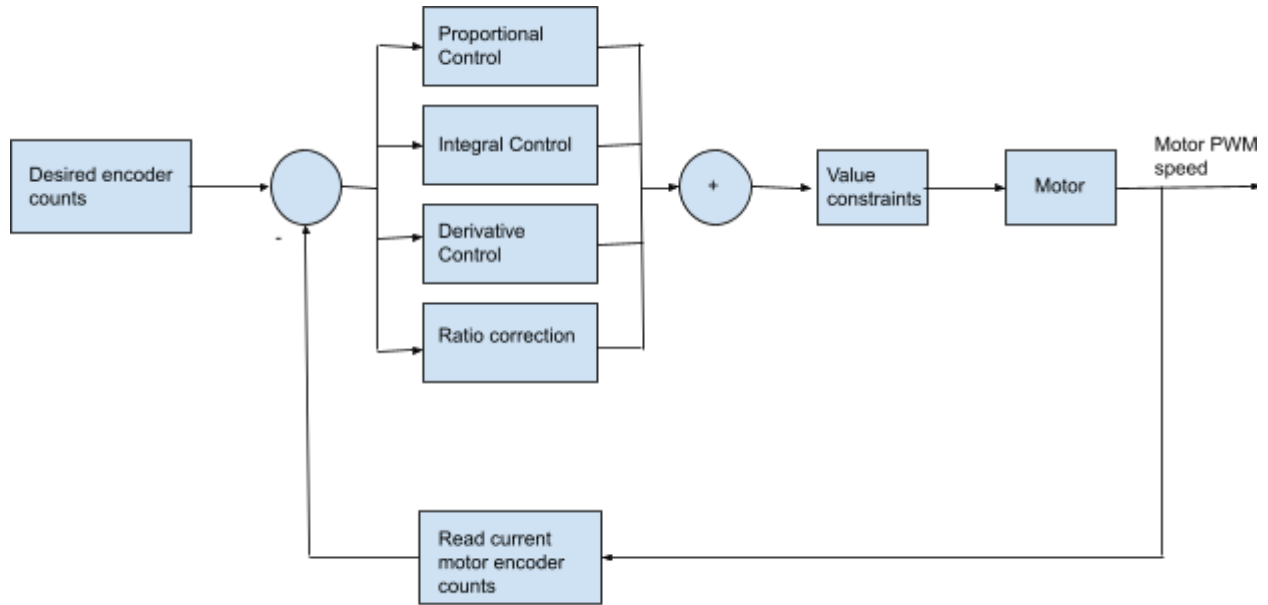 Proportional
Control
Integral Control
Desired encoder
counts
-
Derivative
Control
Ratio correction
+
Value
constraints
Motor
Motor PWM
speed
Read current
motor encoder
counts